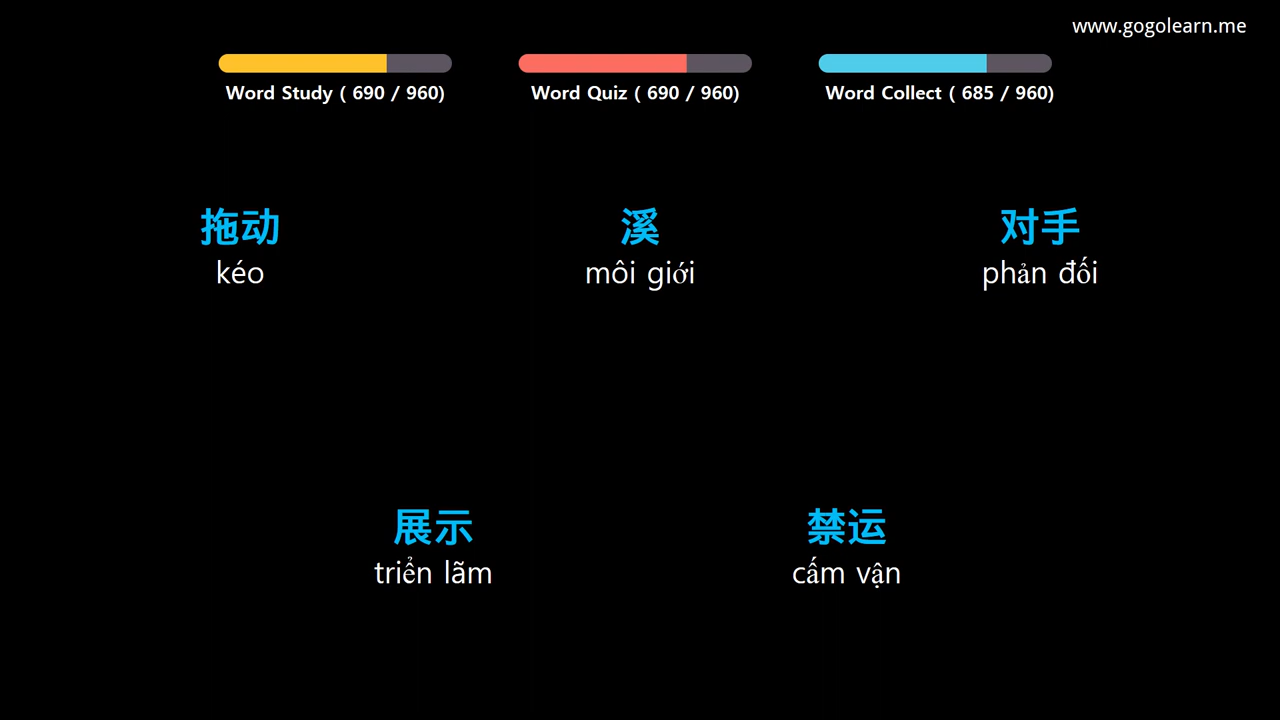 www.gogolearn.me
Word Study ( 690 / 960)
Word Quiz ( 690 / 960)
Word Collect ( 685 / 960)
拖动
kéo
溪
môi giới
对手
phản đối
展示
triển lãm
禁运
cấm vận